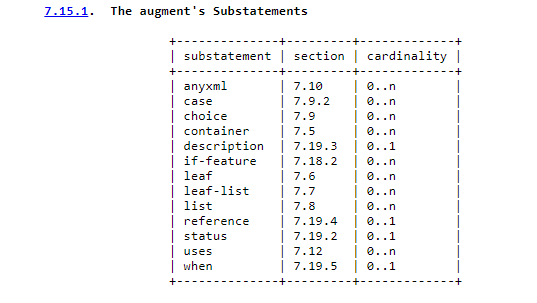 7.15.1.  The augment's Substatements
+--------------+---------+-------------+
| substatement | section | cardinality |
+--------------+---------+-------------+
| anyxml       | 7.10    | 0..n        |
| case         | 7.9.2   | 0..n        |
| choice       | 7.9     | 0..n        |
| container    | 7.5     | 0..n        |
| description  | 7.19.3  | 0..1        |
| if-feature   | 7.18.2  | 0..n        |
| leaf         | 7.6     | 0..n        |
| leaf-list    | 7.7     | 0..n        |
| list         | 7.8     | 0..n        |
| reference    | 7.19.4  | 0..1        |
| status       | 7.19.2  | 0..1        |
| uses         | 7.12    | 0..n        |
| when         | 7.19.5  | 0..1        |
+--------------+---------+-------------+